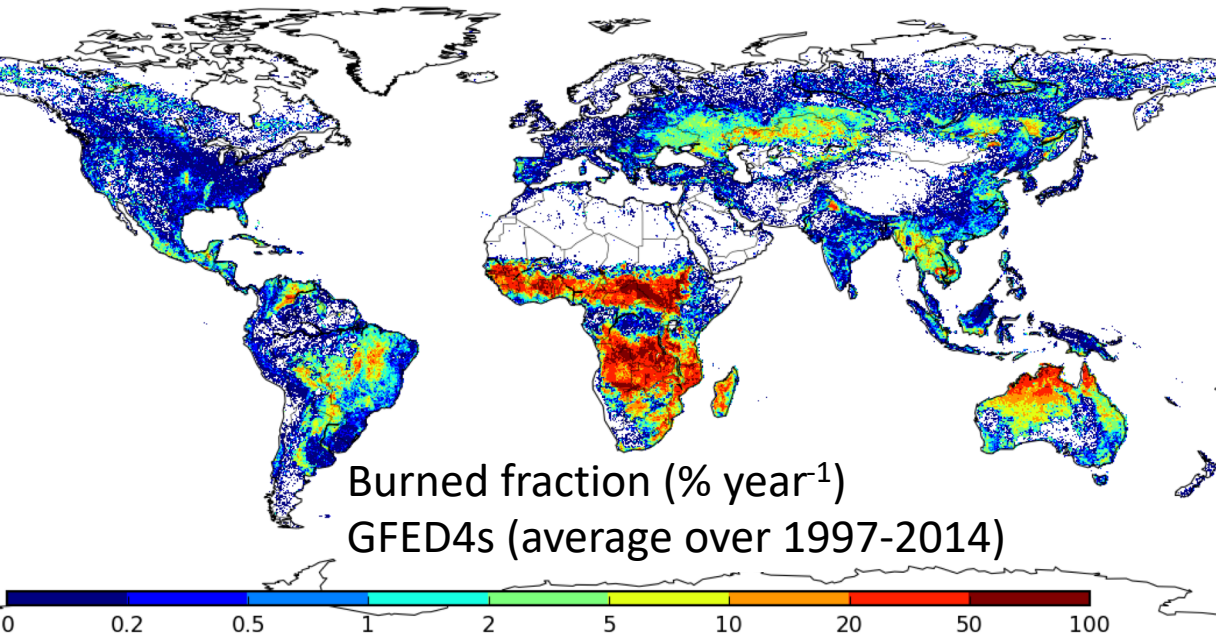 Burned fraction (% year⁻¹)
GFED4s (average over 1997-2014)
0 0.2 0.5 1 2 5 10 20 50 100